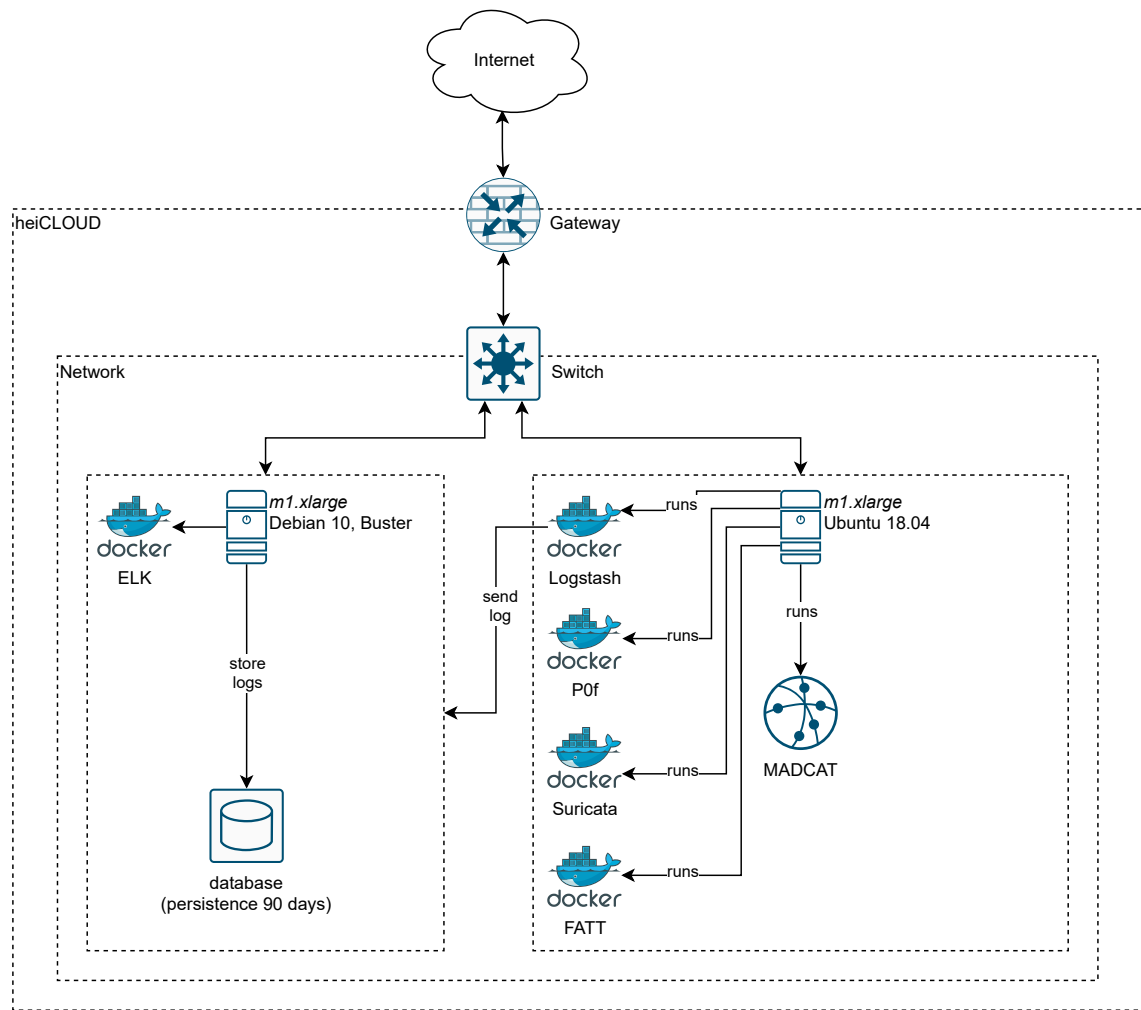 Internet
heiCLOUD
Gateway
Network
Switch
docker
ELK
m1.xlarge
Debian 10, Buster
store
logs
database
(persistence 90 days)
send
log
docker
Logstash
runs
m1.xlarge
Ubuntu 18.04
docker
P0f
runs
runs
MADCAT
docker
Suricata
runs
docker
FATT
runs